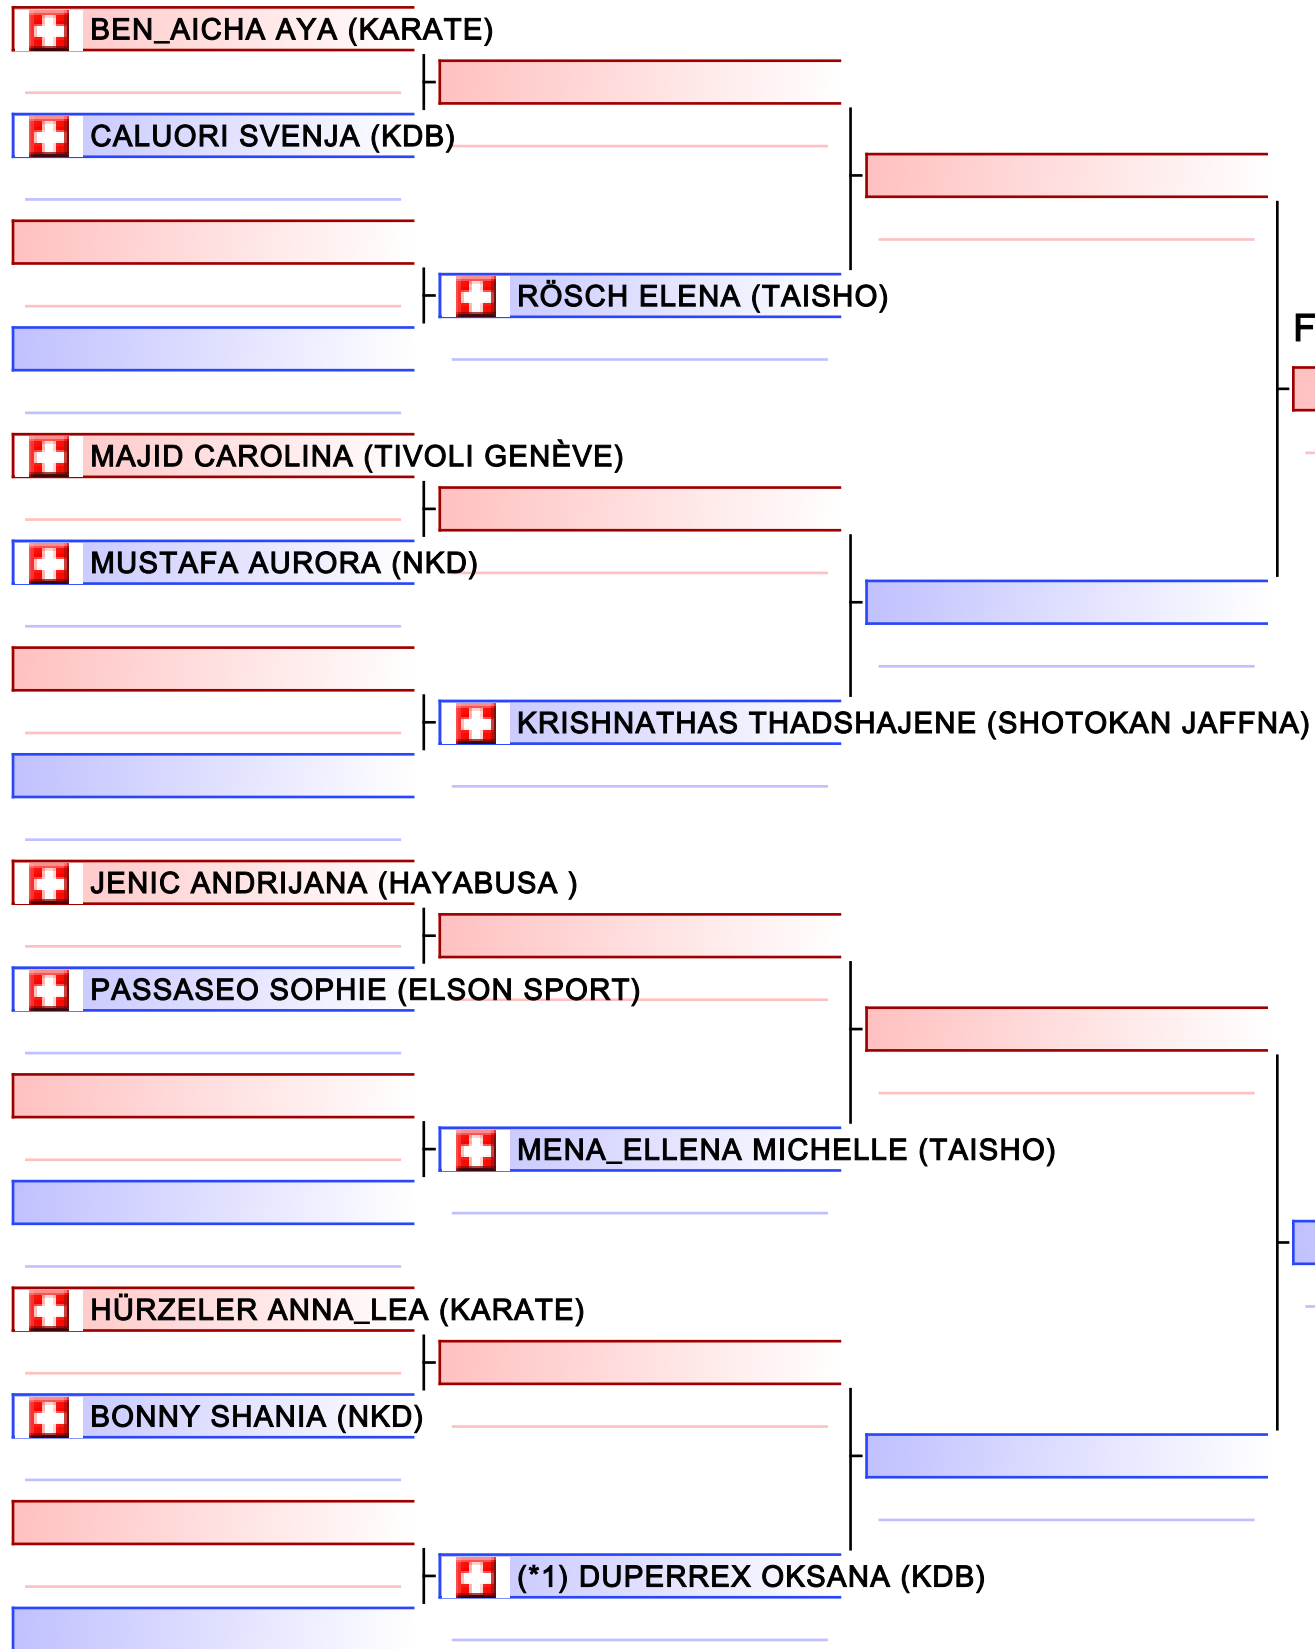 BEN_AICHA AYA (KARATE)
CALUORI SVENJA (KDB)
RÖSCH ELENA (TAISHO)
F
MAJID CAROLINA (TIVOLI GENÈVE)
MUSTAFA AURORA (NKD)
KRISHNATHAS THADSHAJENE (SHOTOKAN JAFFNA)
JENIC ANDRIJANA (HAYABUSA )
PASSASEO SOPHIE (ELSON SPORT)
MENA_ELLENA MICHELLE (TAISHO)
HÜRZELER ANNA_LEA (KARATE)
BONNY SHANIA (NKD)
(*1) DUPERREX OKSANA (KDB)